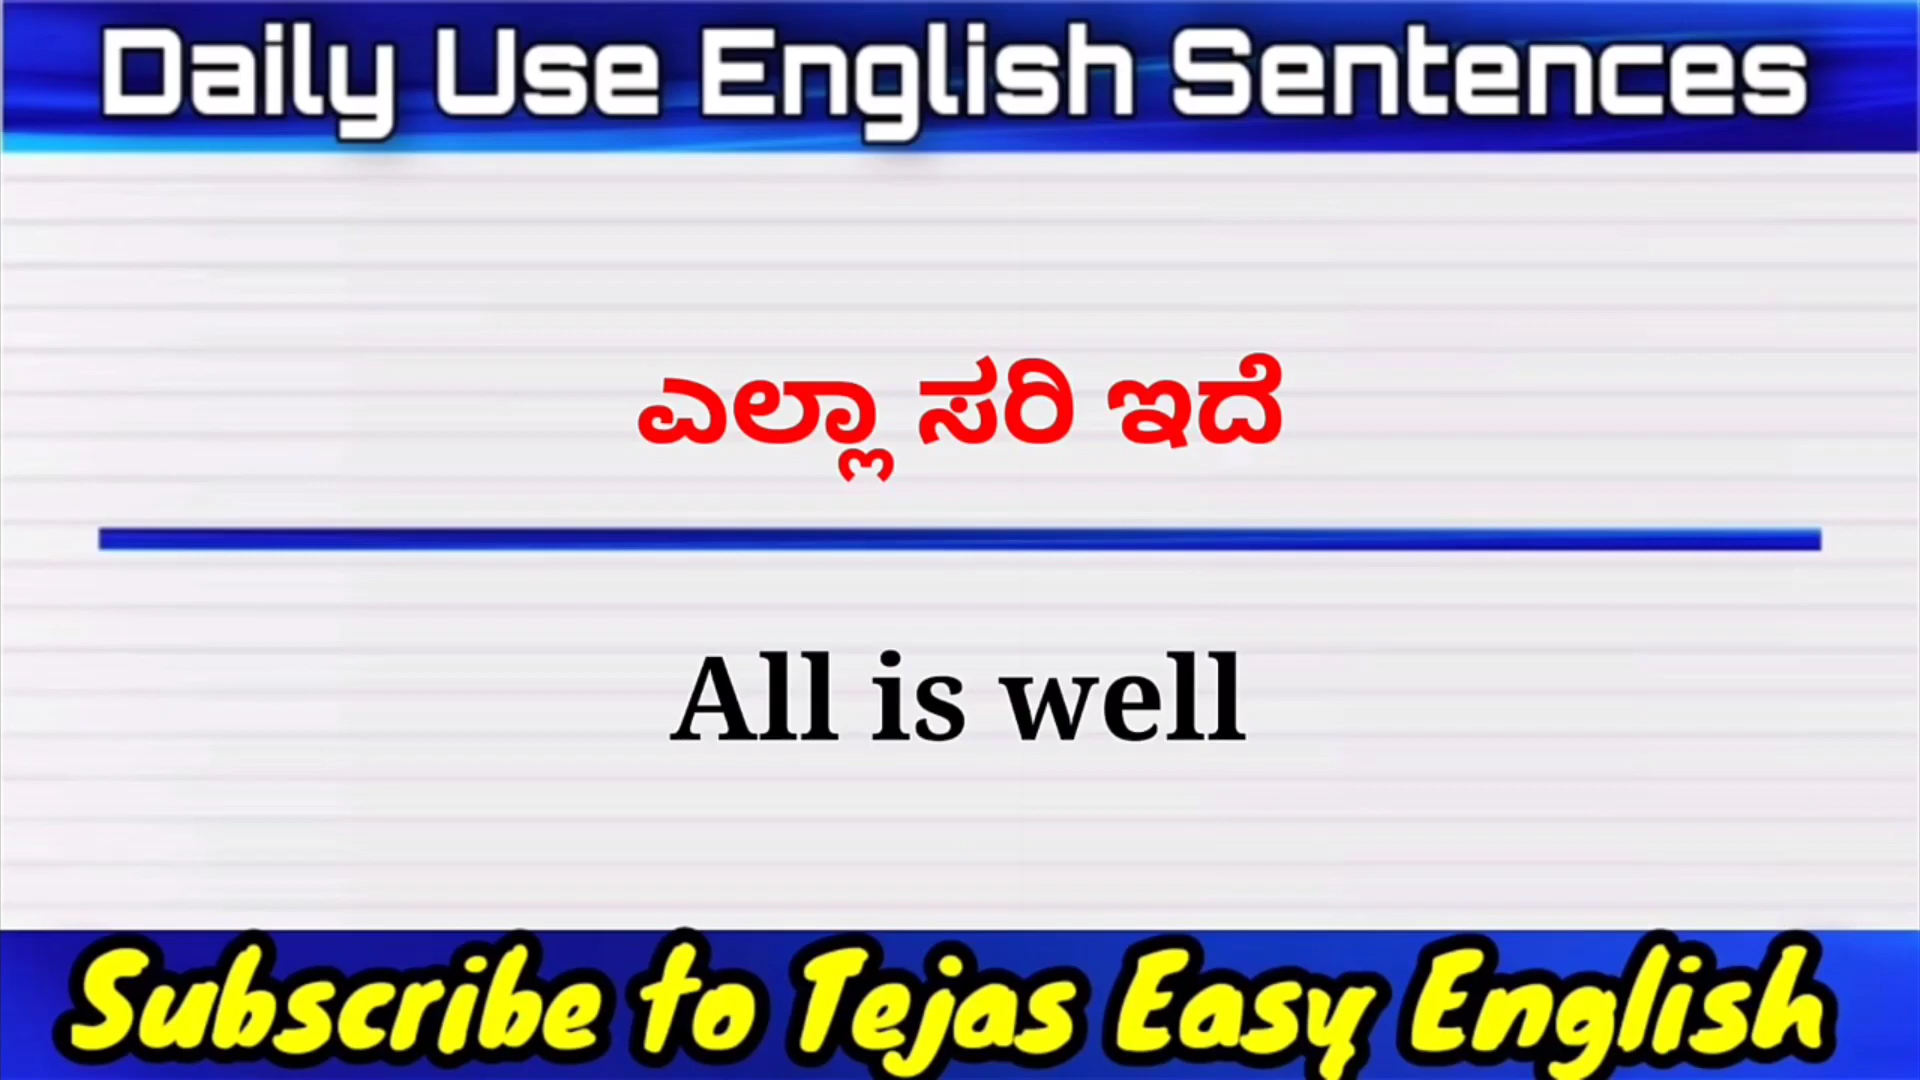 Daily Use English Sentences
ಎಲ್ಲಾ ಸರಿ ಇದೆ
All is well
Subscribe to Tejas Easy English